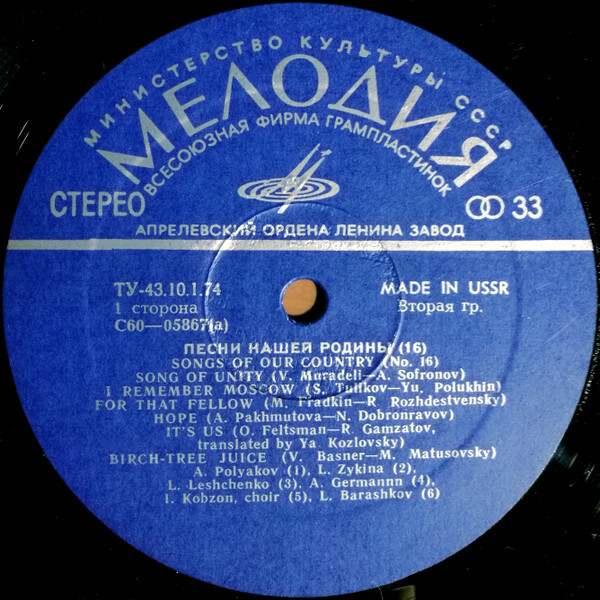 МИНИСТЕРСТВО КУЛЬТУРЫ СССР
МЕЛОДИЯ
ВСЕСОЮЗНАЯ ФИРМА ГРАМПЛАСТИНОК
СТЕРЕО 33
АПРЕЛЕВСКИЙ ОРДЕНА ЛЕНИНА ЗАВОД
ТУ-43.10.1.74 MADE IN USSR
1 сторона Вторая гр.
С60—05867(а)
ПЕСНИ НАШЕЙ РОДИНЫ (16)
SONGS OF OUR COUNTRY (No. 16)
SONG OF UNITY (V. Muradeli—A. Sofronov)
I REMEMBER MOSCOW (S. Tulikov—Yu. Polukhin)
FOR THAT FELLOW (M. Fradkin—R. Rozhdestvensky)
HOPE (A. Pakhmutova—N. Dobronravov)
IT'S US (O. Feltsman—R. Gamzatov,
translated by Ya. Kozlovsky)
BIRCH-TREE JUICE (V. Basner—M. Matusovsky)
A. Polyakov (1), L. Zykina (2),
L. Leshchenko (3), A. Germannn (4),
I. Kobzon, choir (5), L. Barashkov (6)